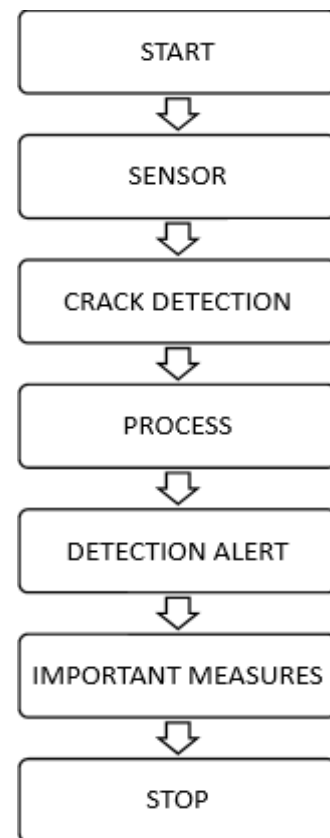 START
SENSOR
CRACK DETECTION
PROCESS
DETECTION ALERT
IMPORTANT MEASURES
STOP